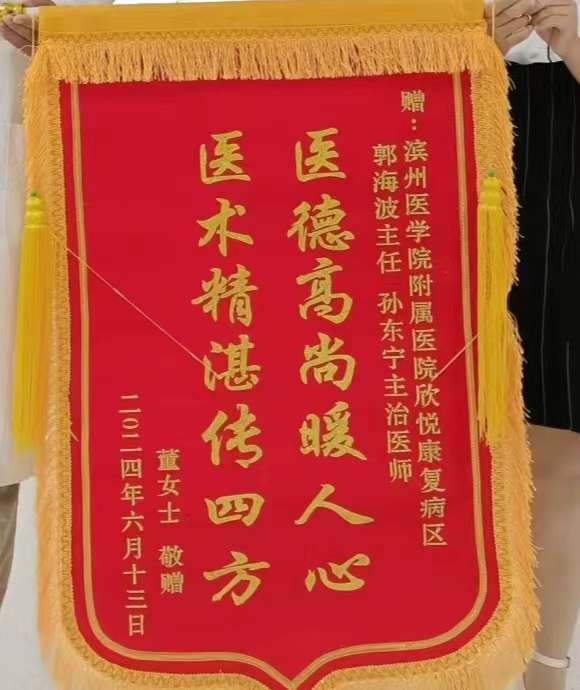 赠：滨州医学院附属医院欣悦康复病区
郭海波主任 孙东宁主治医师
医德高尚暖人心
医术精湛传四方
董女士 敬赠
二〇二四年六月十三日